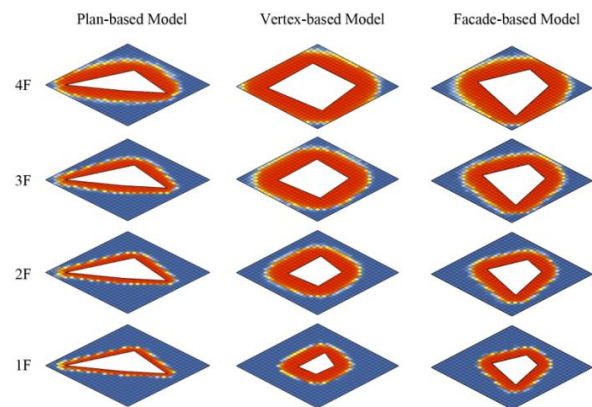 Plan-based Model Vertex-based Model Facade-based Model
4F
3F
2F
1F